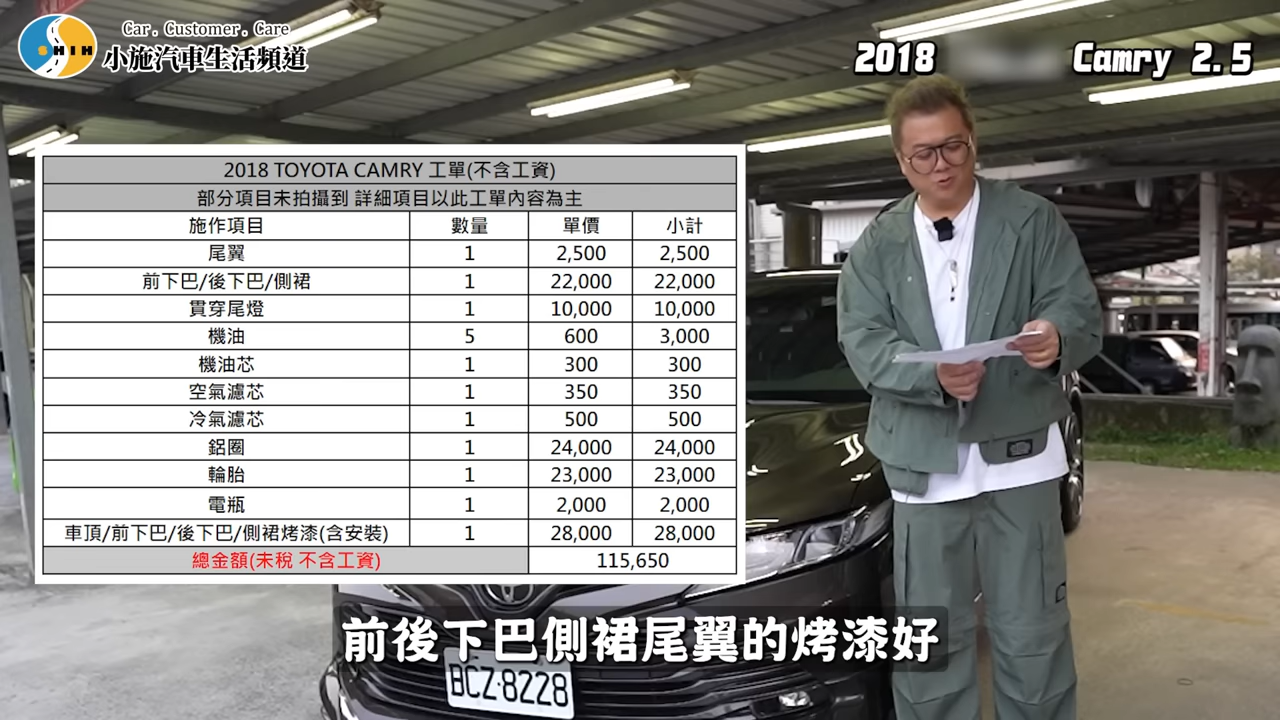 Car. Customer. Care
SHIH
小施汽車生活頻道
2018 Camry 2.5
2018 TOYOTA CAMRY 工單(不含工資)
部分項目未拍攝到 詳細項目以此工單內容為主
施作項目 數量 單價 小計
尾翼 1 2,500 2,500
前下巴/後下巴/側裙 1 22,000 22,000
貫穿尾燈 1 10,000 10,000
機油 5 600 3,000
機油芯 1 300 300
空氣濾芯 1 350 350
冷氣濾芯 1 500 500
鋁圈 1 24,000 24,000
輪胎 1 23,000 23,000
電瓶 1 2,000 2,000
車頂/前下巴/後下巴/側裙烤漆(含安裝) 1 28,000 28,000
總金額(未稅 不含工資) 115,650
前後下巴側裙尾翼的烤漆好
BCZ-8228